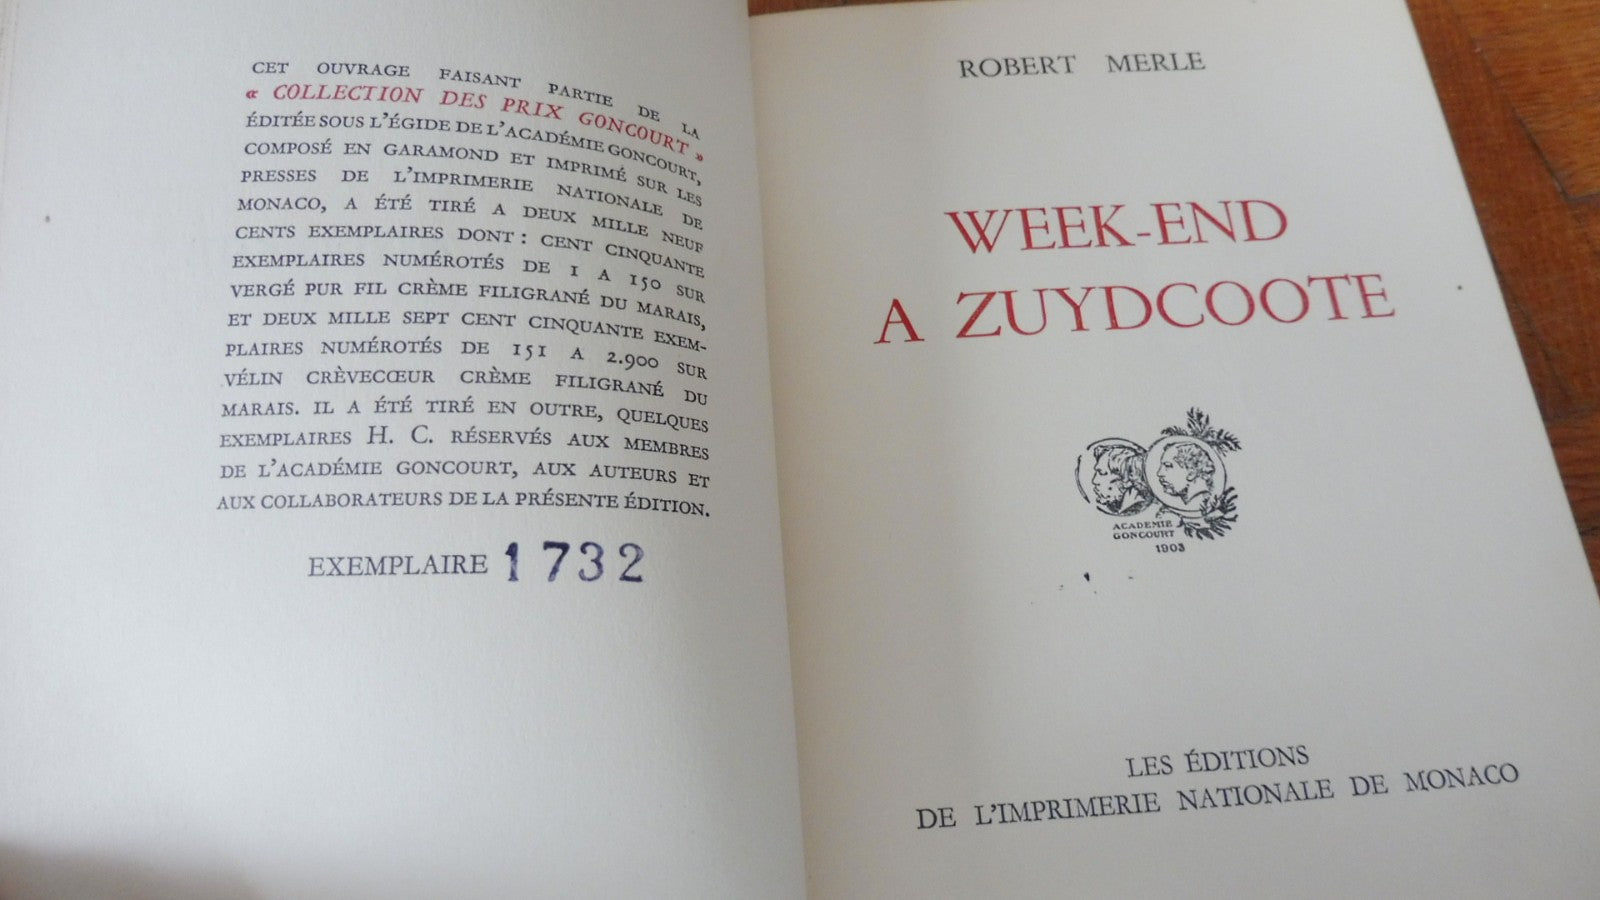 CET OUVRAGE FAISANT PARTIE DE LA
« COLLECTION DES PRIX GONCOURT »
ÉDITÉE SOUS L'ÉGIDE DE L'ACADÉMIE GONCOURT,
COMPOSÉ EN GARAMOND ET IMPRIMÉ SUR LES
PRESSES DE L'IMPRIMERIE NATIONALE DE
MONACO, A ÉTÉ TIRÉ A DEUX MILLE NEUF
CENTS EXEMPLAIRES DONT : CENT CINQUANTE
EXEMPLAIRES NUMÉROTÉS DE 1 A 150 SUR
VERGÉ PUR FIL CRÈME FILIGRANÉ DU MARAIS,
ET DEUX MILLE SEPT CENT CINQUANTE EXEM-
PLAIRES NUMÉROTÉS DE 151 A 2.900 SUR
VÉLIN CRÈVECŒUR CRÈME FILIGRANÉ DU
MARAIS. IL A ÉTÉ TIRÉ EN OUTRE, QUELQUES
EXEMPLAIRES H. C. RÉSERVÉS AUX MEMBRES
DE L'ACADÉMIE GONCOURT, AUX AUTEURS ET
AUX COLLABORATEURS DE LA PRÉSENTE ÉDITION.
EXEMPLAIRE 1732
ROBERT MERLE
WEEK-END
A ZUYDCOOTE
ACADEMIE
GONCOURT
1903
LES ÉDITIONS
DE L'IMPRIMERIE NATIONALE DE MONACO